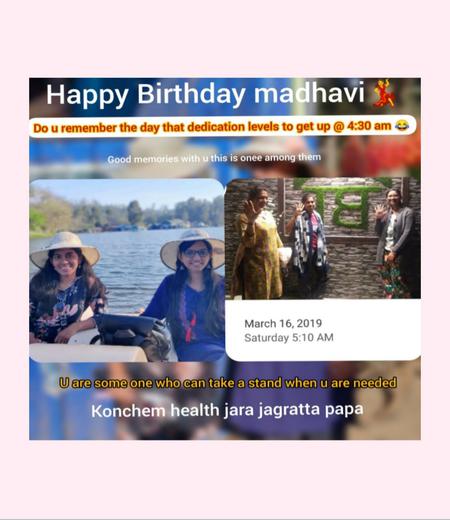 Happy Birthday madhavi💃
Do u remember the day that dedication levels to get up @ 4:30 am 😂
Good memories with u this is onee among them
March 16, 2019
Saturday 5:10 AM
U are some one who can take a stand when u are needed
Konchem health jara jagratta papa